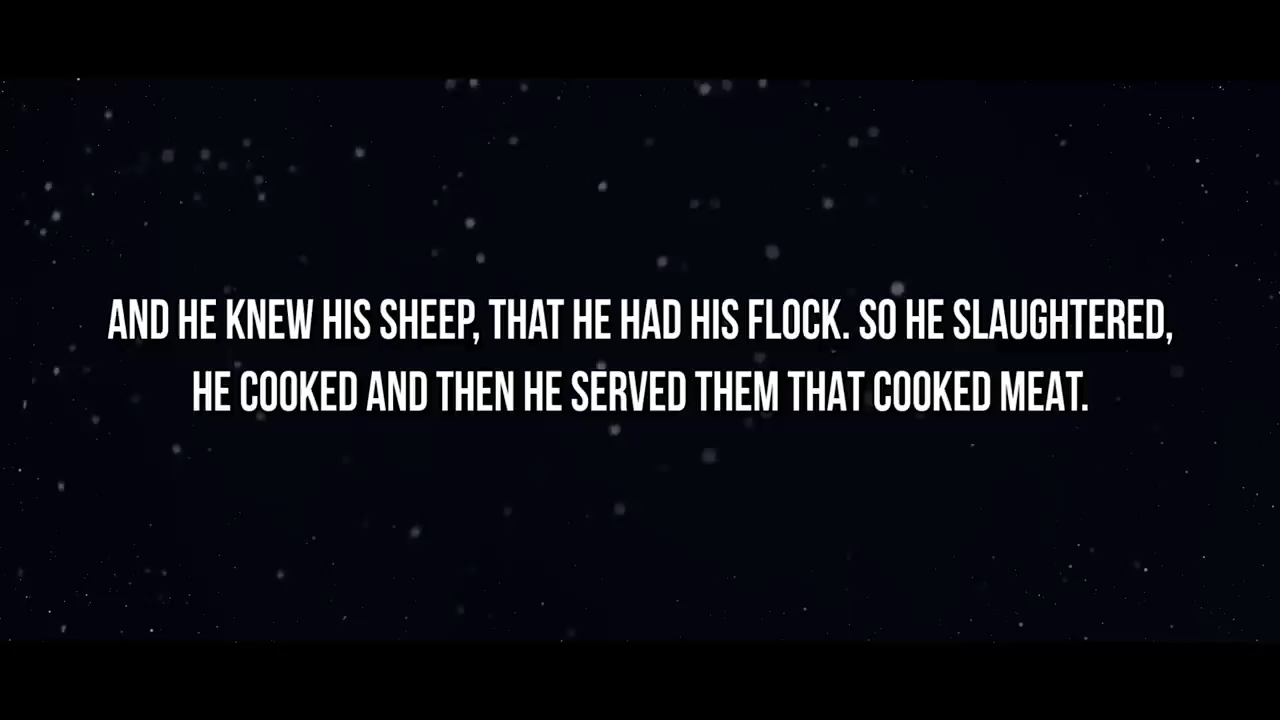 AND HE KNEW HIS SHEEP, THAT HE HAD HIS FLOCK. SO HE SLAUGHTERED,
HE COOKED AND THEN HE SERVED THEM THAT COOKED MEAT.